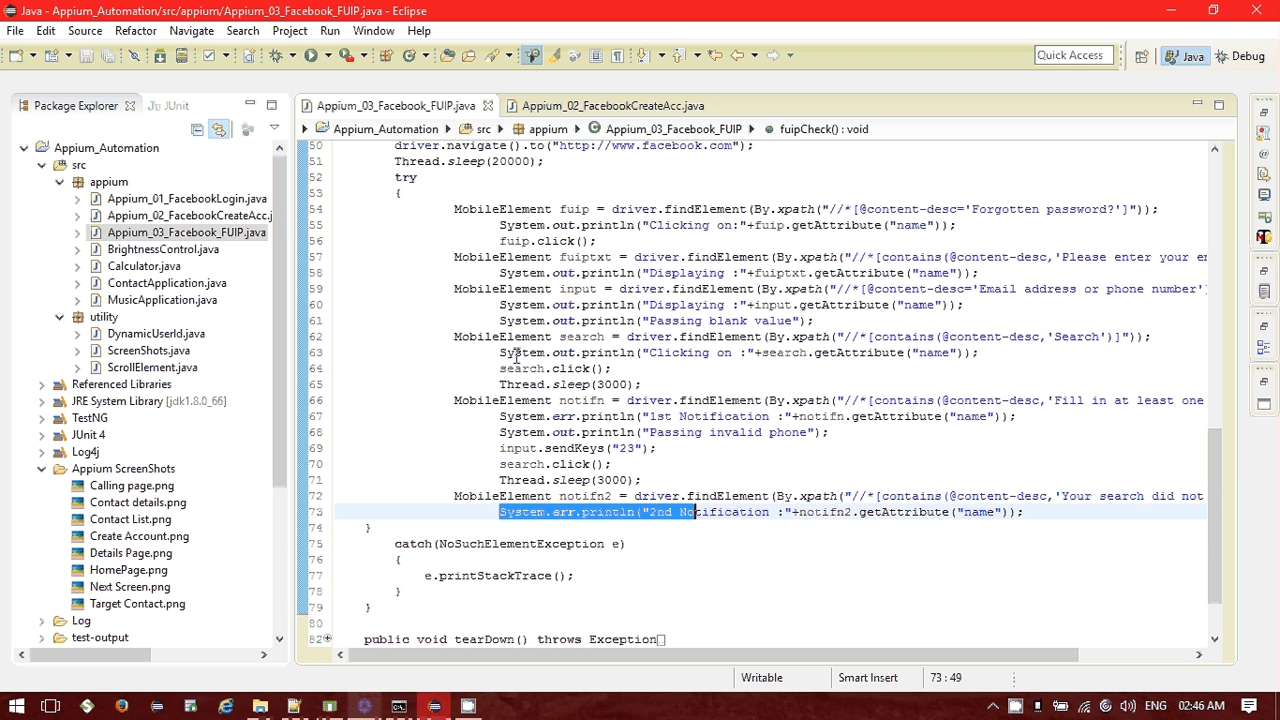 Java - Appium_Automation/src/appium/Appium_03_Facebook_FUIP.java - Eclipse
File Edit Source Refactor Navigate Search Project Run Window Help
Quick Access Java Debug
Package Explorer JUnit
Appium_Automation
src
appium
Appium_01_FacebookLogin.java
Appium_02_FacebookCreateAcc.j
Appium_03_Facebook_FUIP.java
BrightnessControl.java
Calculator.java
ContactApplication.java
MusicApplication.java
utility
DynamicUserId.java
ScreenShots.java
ScrollElement.java
Referenced Libraries
JRE System Library [jdk1.8.0_66]
TestNG
JUnit 4
Log4j
Appium ScreenShots
Calling page.png
Contact details.png
Contact List.png
Create Account.png
Details Page.png
HomePage.png
Next Screen.png
Target Contact.png
Log
test-output
Appium_03_Facebook_FUIP.java Appium_02_FacebookCreateAcc.java
Appium_Automation src appium Appium_03_Facebook_FUIP fuipCheck() : void
50 driver.navigate().to("http://www.facebook.com");
51 Thread.sleep(20000);
52 try
53 {
54 MobileElement fuip = driver.findElement(By.xpath("//*[@content-desc='Forgotten password?']"));
55 System.out.println("Clicking on:"+fuip.getAttribute("name"));
56 fuip.click();
57 MobileElement fuiptxt = driver.findElement(By.xpath("//*[contains(@content-desc,'Please enter your em
58 System.out.println("Displaying :"+fuiptxt.getAttribute("name"));
59 MobileElement input = driver.findElement(By.xpath("//*[@content-desc='Email address or phone number']
60 System.out.println("Displaying :"+input.getAttribute("name"));
61 System.out.println("Passing blank value");
62 MobileElement search = driver.findElement(By.xpath("//*[contains(@content-desc,'Search')]"));
63 System.out.println("Clicking on :"+search.getAttribute("name"));
64 search.click();
65 Thread.sleep(3000);
66 MobileElement notifn = driver.findElement(By.xpath("//*[contains(@content-desc,'Fill in at least one
67 System.err.println("1st Notification :"+notifn.getAttribute("name"));
68 System.out.println("Passing invalid phone");
69 input.sendKeys("23");
70 search.click();
71 Thread.sleep(3000);
72 MobileElement notifn2 = driver.findElement(By.xpath("//*[contains(@content-desc,'Your search did not
73 System.err.println("2nd Notification :"+notifn2.getAttribute("name"));
74 }
75 catch(NoSuchElementException e)
76 {
77 e.printStackTrace();
78 }
79 }
80
82 public void tearDown() throws Exception
Writable Smart Insert 73 : 49
02:46 AM